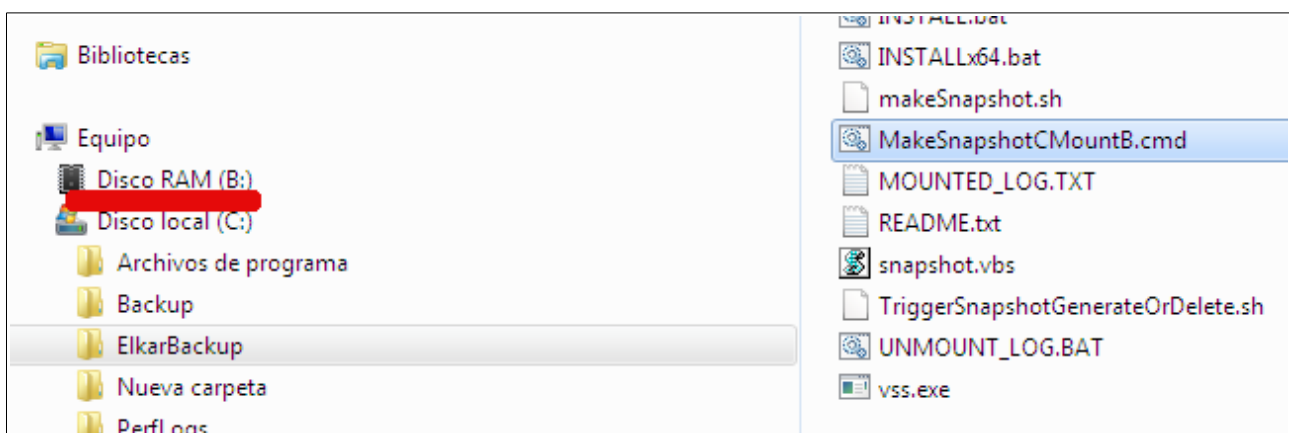 Bibliotecas
Equipo
Disco RAM (B:)
Disco local (C:)
Archivos de programa
Backup
ElkarBackup
Nueva carpeta
PerfLogs
INSTALL.bat
INSTALLx64.bat
makeSnapshot.sh
MakeSnapshotCMountB.cmd
MOUNTED_LOG.TXT
README.txt
snapshot.vbs
TriggerSnapshotGenerateOrDelete.sh
UNMOUNT_LOG.BAT
vss.exe